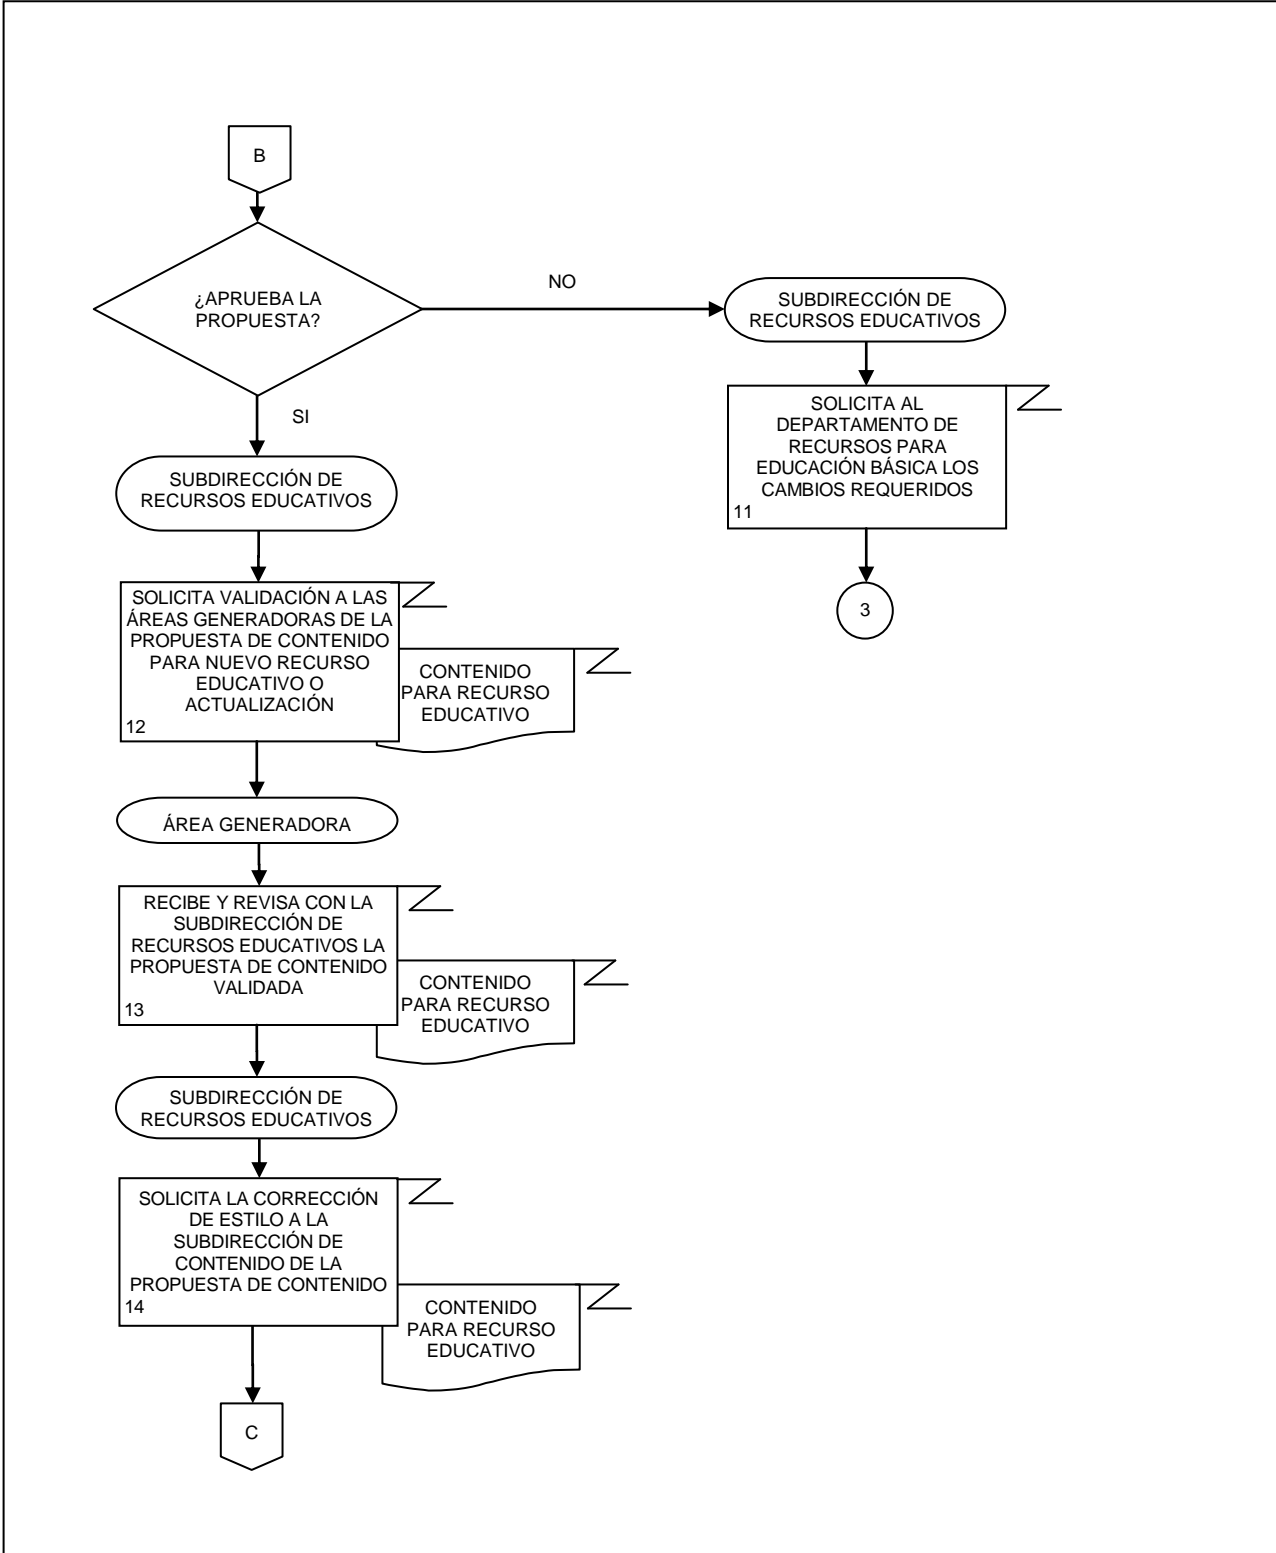 B
¿APRUEBA LA
PROPUESTA?
NO
SUBDIRECCIÓN DE
RECURSOS EDUCATIVOS
SOLICITA AL
DEPARTAMENTO DE
RECURSOS PARA
EDUCACIÓN BÁSICA LOS
CAMBIOS REQUERIDOS
11
3
SI
SUBDIRECCIÓN DE
RECURSOS EDUCATIVOS
SOLICITA VALIDACIÓN A LAS
ÁREAS GENERADORAS DE LA
PROPUESTA DE CONTENIDO
PARA NUEVO RECURSO
EDUCATIVO O
ACTUALIZACIÓN
12
CONTENIDO
PARA RECURSO
EDUCATIVO
ÁREA GENERADORA
RECIBE Y REVISA CON LA
SUBDIRECCIÓN DE
RECURSOS EDUCATIVOS LA
PROPUESTA DE CONTENIDO
VALIDADA
13
CONTENIDO
PARA RECURSO
EDUCATIVO
SUBDIRECCIÓN DE
RECURSOS EDUCATIVOS
SOLICITA LA CORRECCIÓN
DE ESTILO A LA
SUBDIRECCIÓN DE
CONTENIDO DE LA
PROPUESTA DE CONTENIDO
14
CONTENIDO
PARA RECURSO
EDUCATIVO
C